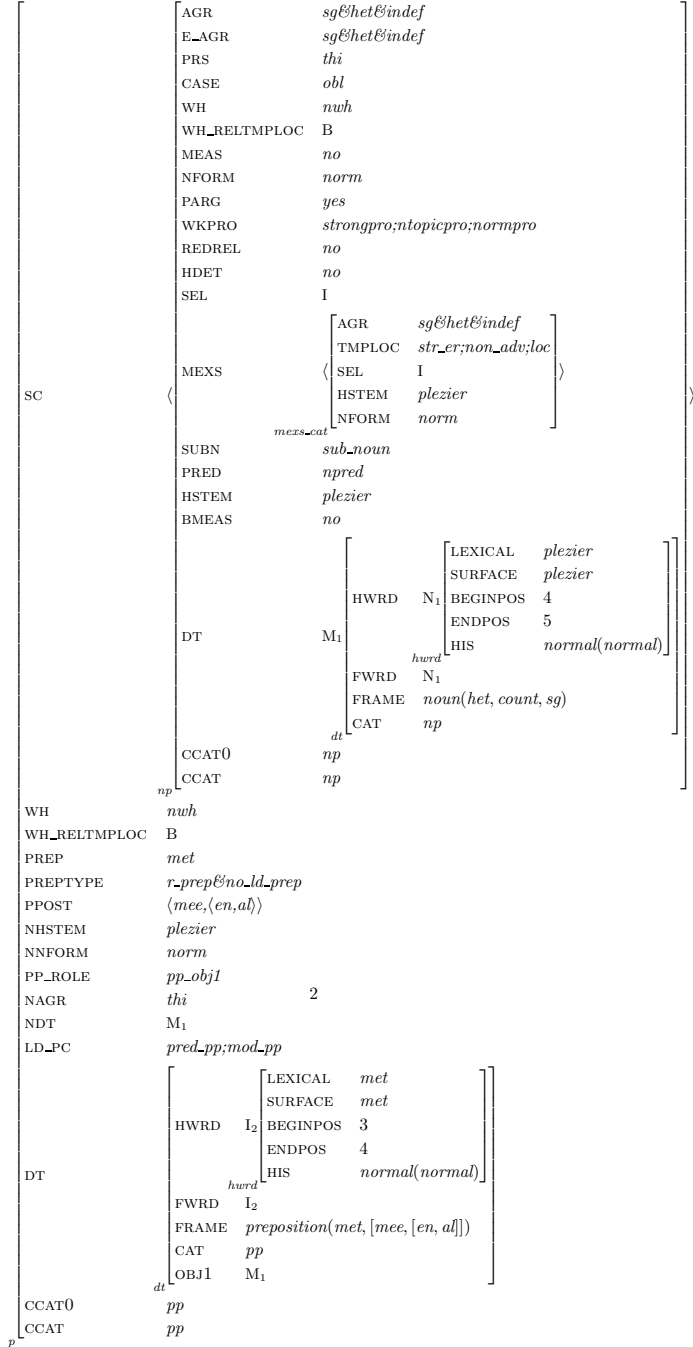 AGR sg&het&indef
E_AGR sg&het&indef
PRS thi
CASE obl
WH nwh
WH_RELTMPLOC B
MEAS no
NFORM norm
PARG yes
WKPRO strongpro;ntopicpro;normpro
REDREL no
HDET no
SEL I
AGR sg&het&indef
TMPLOC str_er;non_adv;loc
MEXS ⟨ SEL I ⟩
HSTEM plezier
NFORM norm
mexs_cat
SC ⟨ ⟩
SUBN sub_noun
PRED npred
HSTEM plezier
BMEAS no
LEXICAL plezier
SURFACE plezier
HWRD N₁ BEGINPOS 4
ENDPOS 5
HIS normal(normal)
hwrd
DT M₁
FWRD N₁
FRAME noun(het, count, sg)
CAT np
dt
CCAT0 np
CCAT np
np
WH nwh
WH_RELTMPLOC B
PREP met
PREPTYPE r_prep&no_ld_prep
PPOST ⟨mee,⟨en,al⟩⟩
NHSTEM plezier
NNFORM norm
PP_ROLE pp_obj1
NAGR thi
2
NDT M₁
LD_PC pred_pp;mod_pp
LEXICAL met
SURFACE met
HWRD I₂ BEGINPOS 3
ENDPOS 4
HIS normal(normal)
hwrd
DT
FWRD I₂
FRAME preposition(met, [mee, [en, al]])
CAT pp
OBJ1 M₁
dt
CCAT0 pp
CCAT pp
p